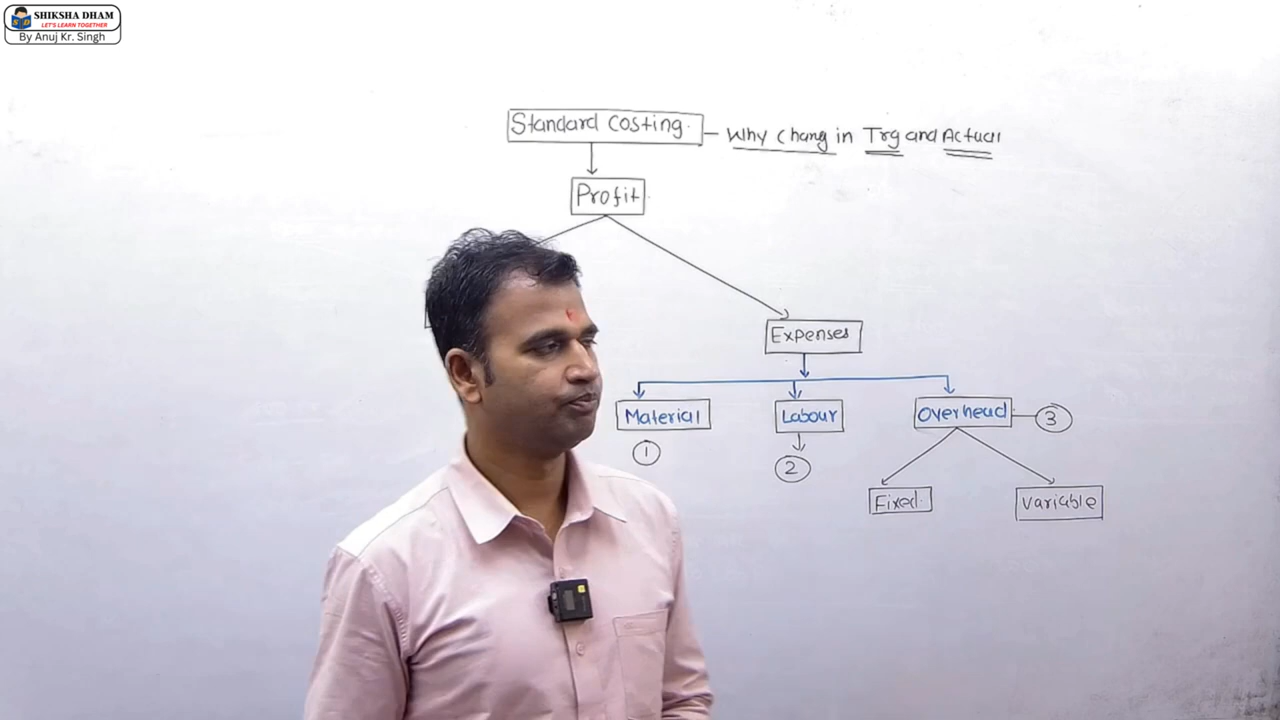 SHIKSHA DHAM
LET'S LEARN TOGETHER
By Anuj Kr. Singh
Standard Costing.
Why Chang in Trg and Actual
Profit
Expenses
Material
Labour
Overhead
3
1
2
Fixed.
Variable